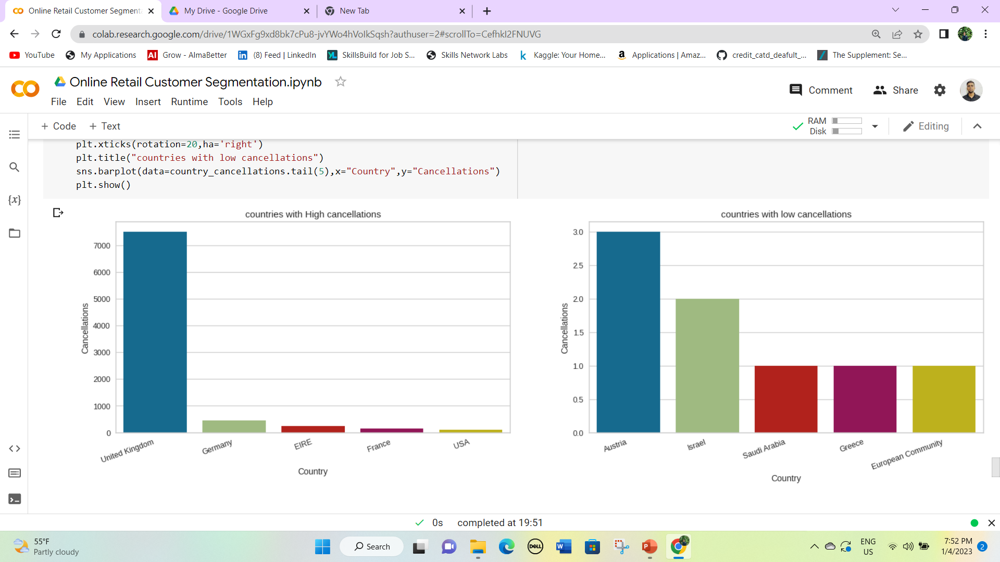 Online Retail Customer Segmenta
My Drive - Google Drive
New Tab
colab.research.google.com/drive/1WGxFg9xd8bk7cPu8-jvYWo4hVoIkSqsh?authuser=2#scrollTo=CefhkI2FNUVG
YouTube
My Applications
AI Grow - AlmaBetter
in (8) Feed | LinkedIn
SkillsBuild for Job S...
Skills Network Labs
k Kaggle: Your Home...
a Applications | Amaz...
credit_catd_deafult_...
The Supplement: Se...
Online Retail Customer Segmentation.ipynb
Comment
Share
File Edit View Insert Runtime Tools Help
+ Code + Text
RAM
Disk
Editing
plt.xticks(rotation=20,ha='right')
plt.title("countries with low cancellations")
sns.barplot(data=country_cancellations.tail(5),x="Country",y="Cancellations")
plt.show()
{x}
countries with High cancellations
7000
6000
5000
4000
3000
2000
1000
0
Cancellations
United Kingdom
Germany
EIRE
France
USA
Country
countries with low cancellations
3.0
2.5
2.0
1.5
1.0
0.5
0.0
Cancellations
Austria
Israel
Saudi Arabia
Greece
European Community
Country
0s completed at 19:51
55°F
Partly cloudy
Search
DELL
W
P
ENG
US
7:52 PM
1/4/2023
2